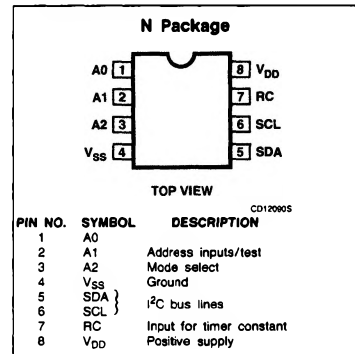 N Package
A0 1 8 VDD
A1 2 7 RC
A2 3 6 SCL
VSS 4 5 SDA
TOP VIEW
CD12090S
PIN NO. SYMBOL DESCRIPTION
1 A0
2 A1 Address inputs/test
3 A2 Mode select
4 VSS Ground
5 SDA } I²C bus lines
6 SCL
7 RC Input for timer constant
8 VDD Positive supply